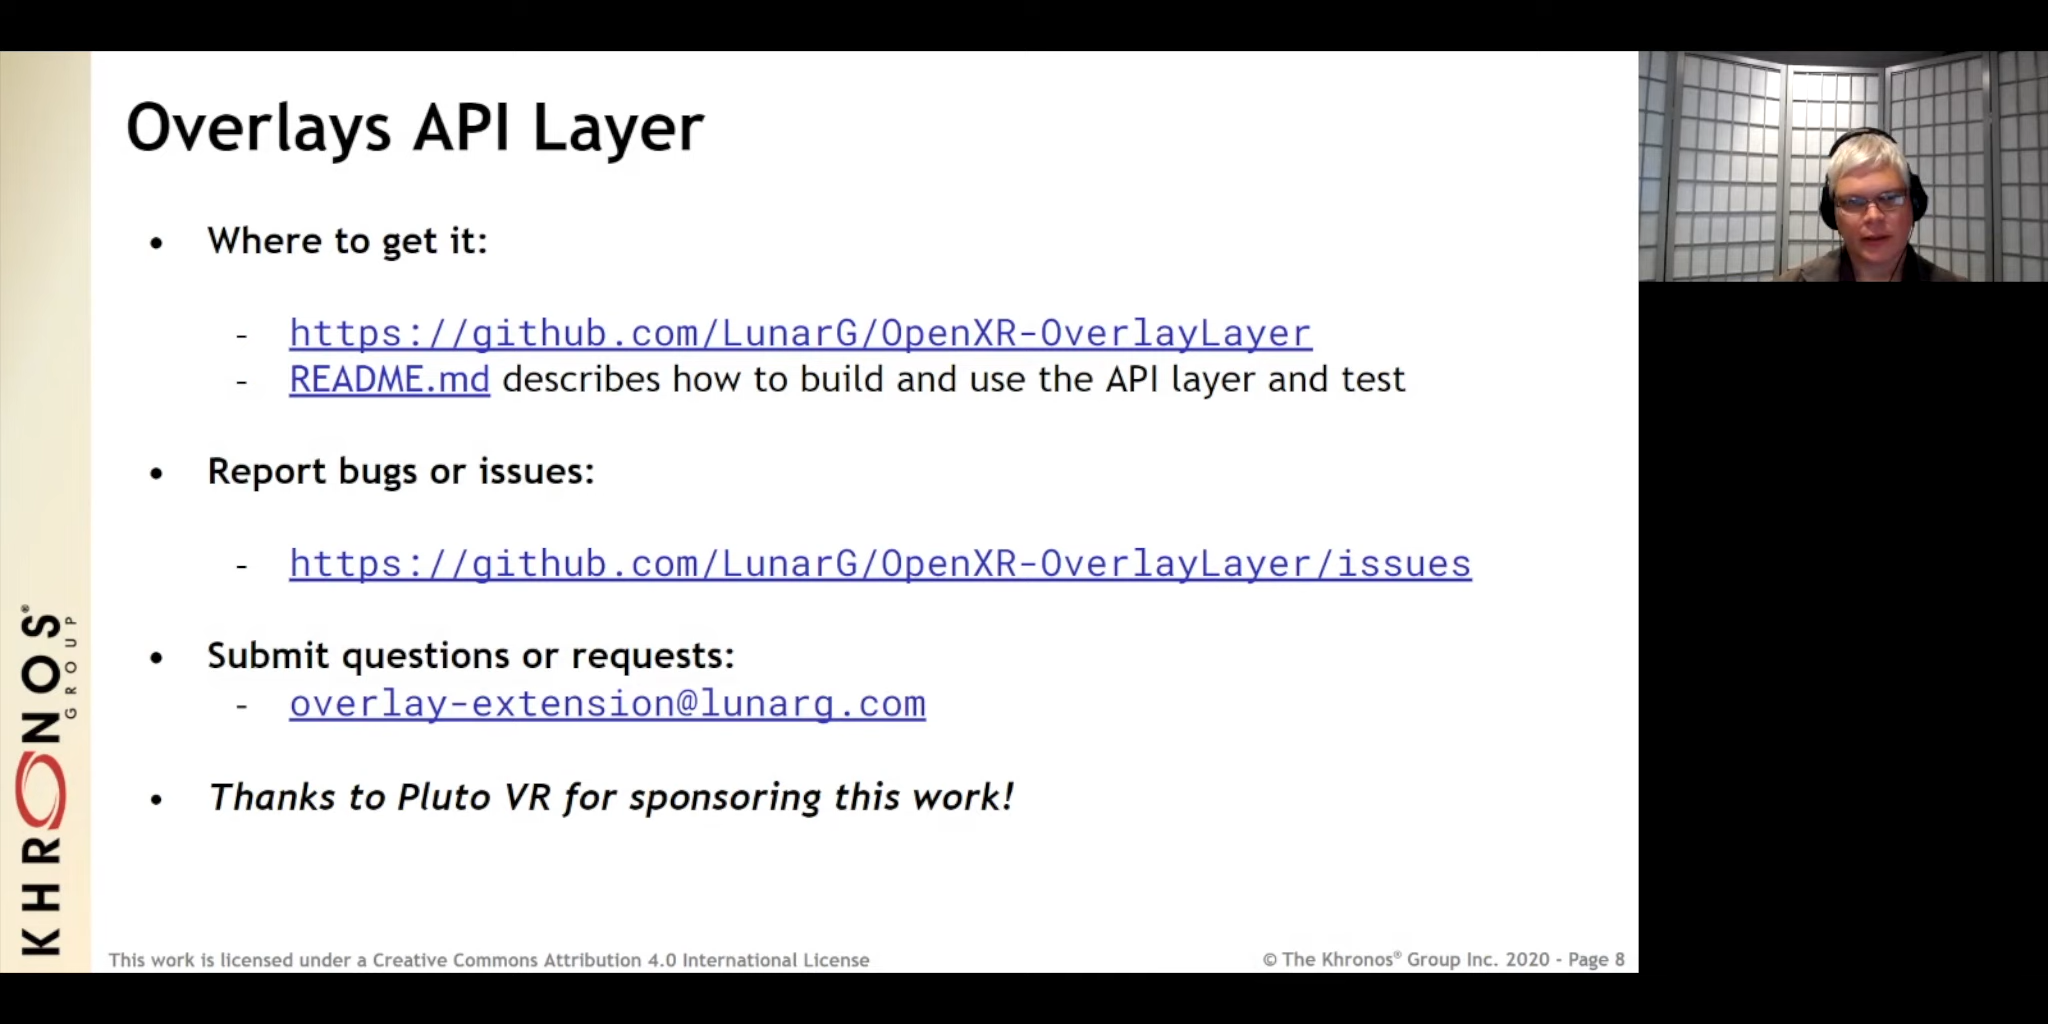 Overlays API Layer
• Where to get it:
- https://github.com/LunarG/OpenXR-OverlayLayer
- README.md describes how to build and use the API layer and test
• Report bugs or issues:
- https://github.com/LunarG/OpenXR-OverlayLayer/issues
• Submit questions or requests:
- overlay-extension@lunarg.com
• Thanks to Pluto VR for sponsoring this work!
KHRONOS®
GROUP
This work is licensed under a Creative Commons Attribution 4.0 International License
© The Khronos® Group Inc. 2020 - Page 8